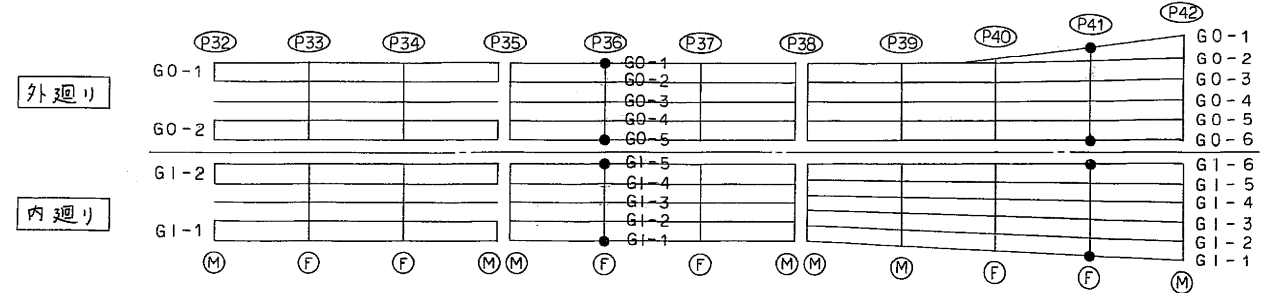 P32 P33 P34 P35 P36 P37 P38 P39 P40 P41 P42
外廻り
GO-1
GO-2
GO-1
GO-2
GO-3
GO-4
GO-5
GO-1
GO-2
GO-3
GO-4
GO-5
GO-6
内廻り
GI-2
GI-1
GI-5
GI-4
GI-3
GI-2
GI-1
GI-6
GI-5
GI-4
GI-3
GI-2
GI-1
M F F M M F F M M M F F M